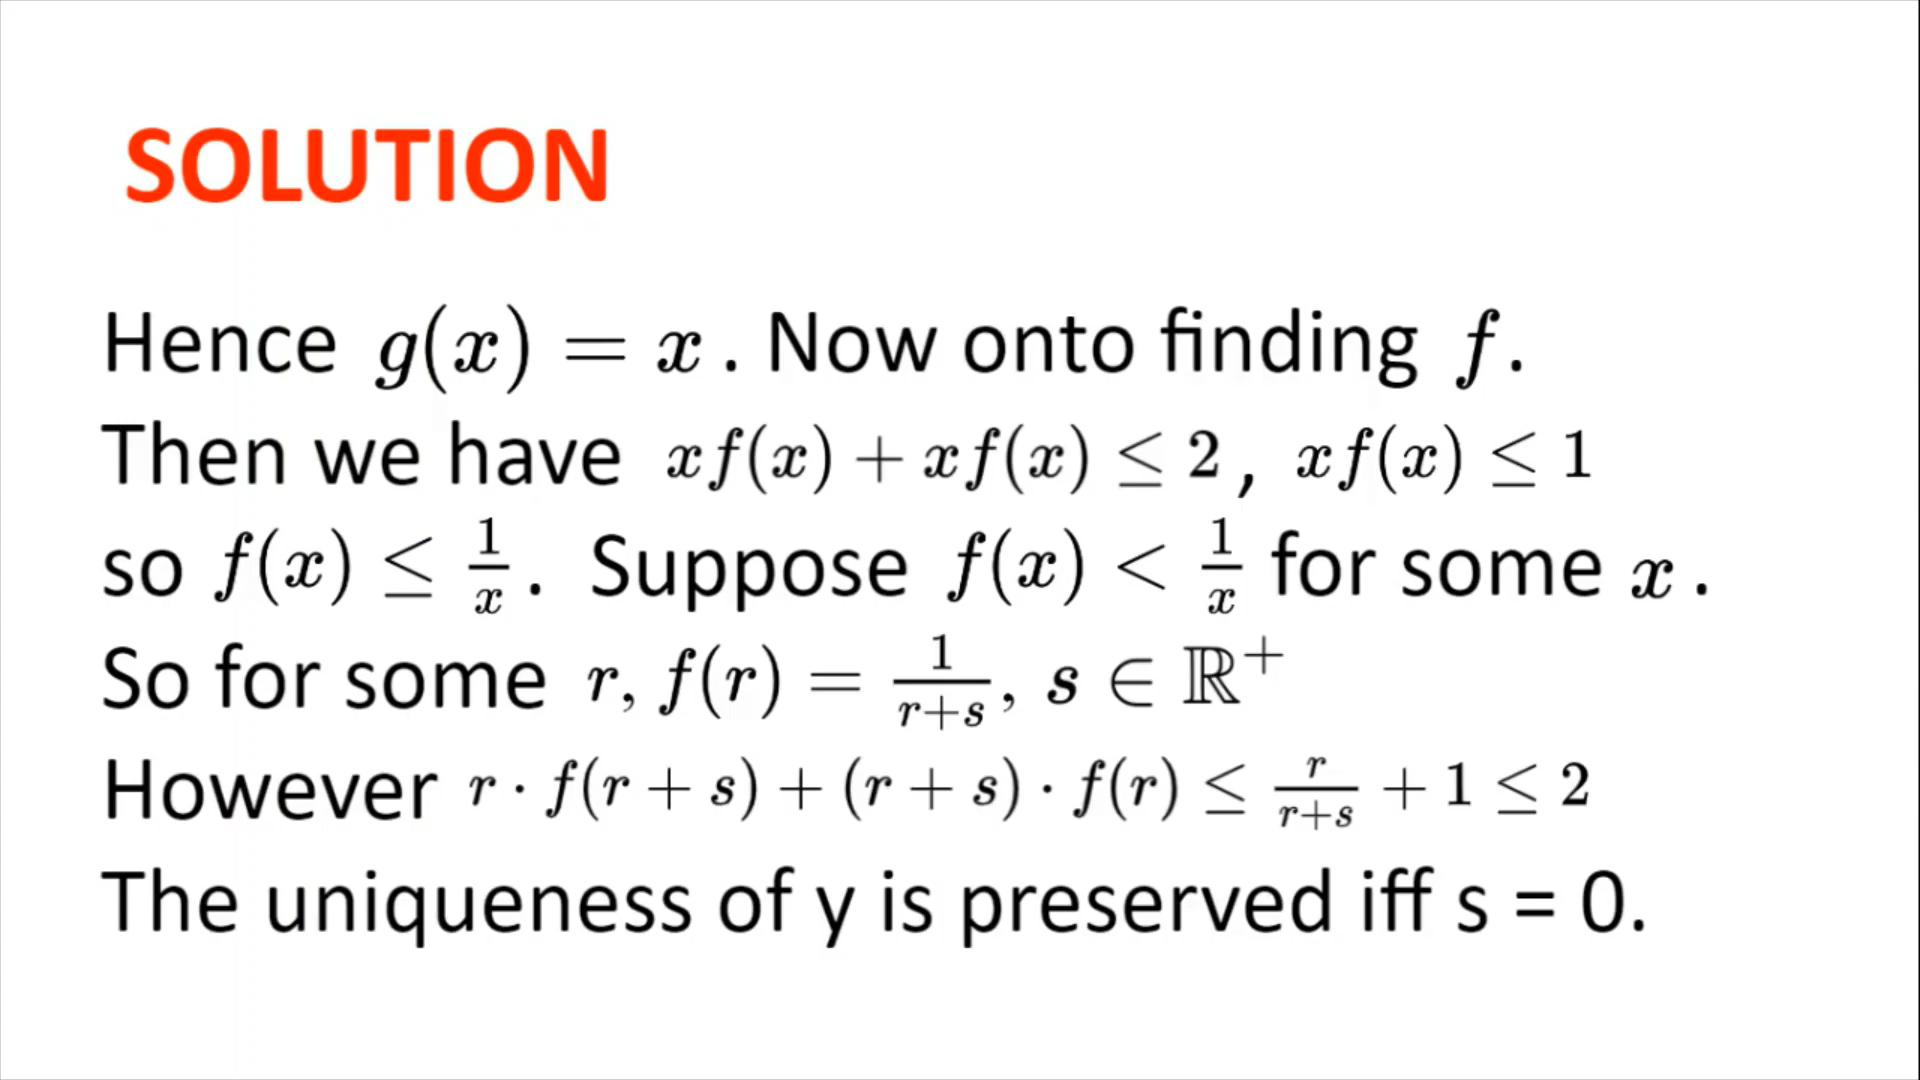 SOLUTION
Hence g(x) = x . Now onto finding f.
Then we have xf(x) + xf(x) ≤ 2 , xf(x) ≤ 1
so f(x) ≤ 1/x . Suppose f(x) < 1/x for some x .
So for some r, f(r) = 1/(r+s), s ∈ ℝ⁺
However r · f(r + s) + (r + s) · f(r) ≤ r/(r+s) + 1 ≤ 2
The uniqueness of y is preserved iff s = 0.